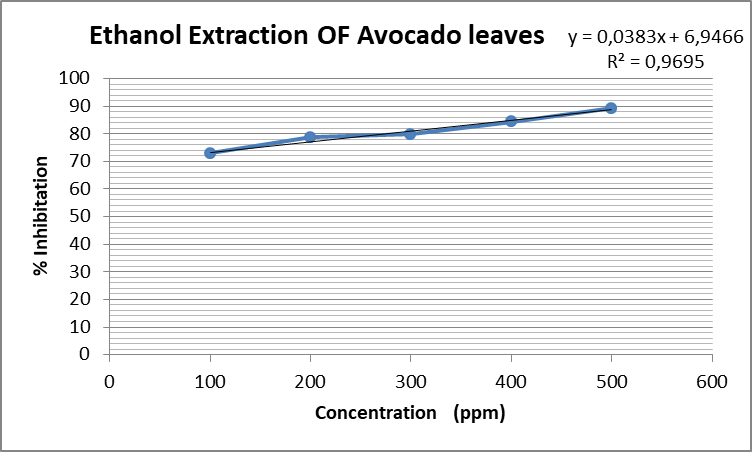 Ethanol Extraction OF Avocado leaves
y = 0,0383x + 6,9466
R² = 0,9695
% Inhibitation
100
90
80
70
60
50
40
30
20
10
0
0 100 200 300 400 500 600
Concentration (ppm)